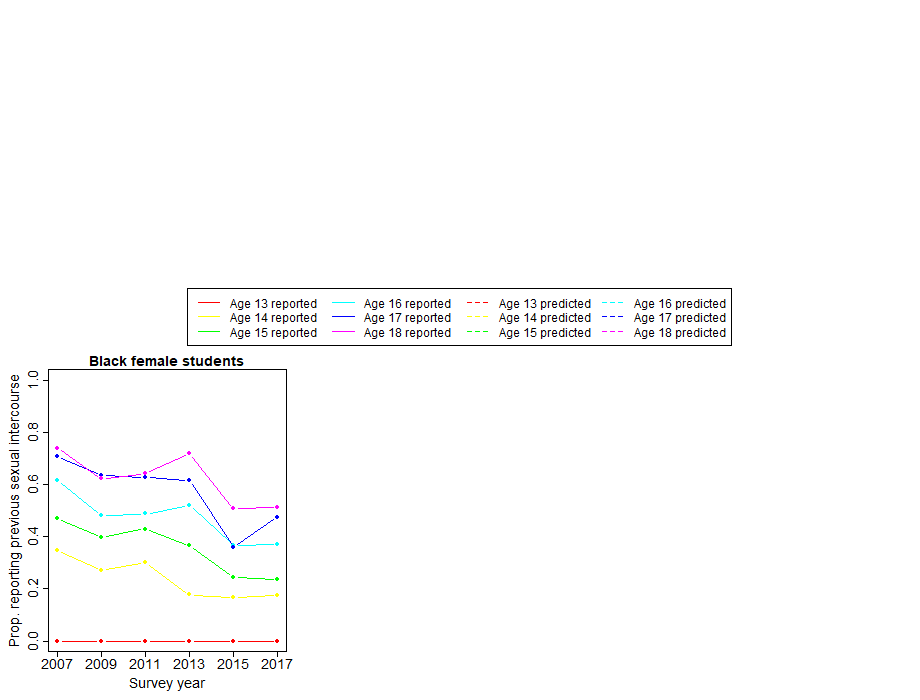 Age 13 reported Age 16 reported Age 13 predicted Age 16 predicted
Age 14 reported Age 17 reported Age 14 predicted Age 17 predicted
Age 15 reported Age 18 reported Age 15 predicted Age 18 predicted
Black female students
Prop. reporting previous sexual intercourse
1.0
0.8
0.6
0.4
0.2
0.0
2007 2009 2011 2013 2015 2017
Survey year